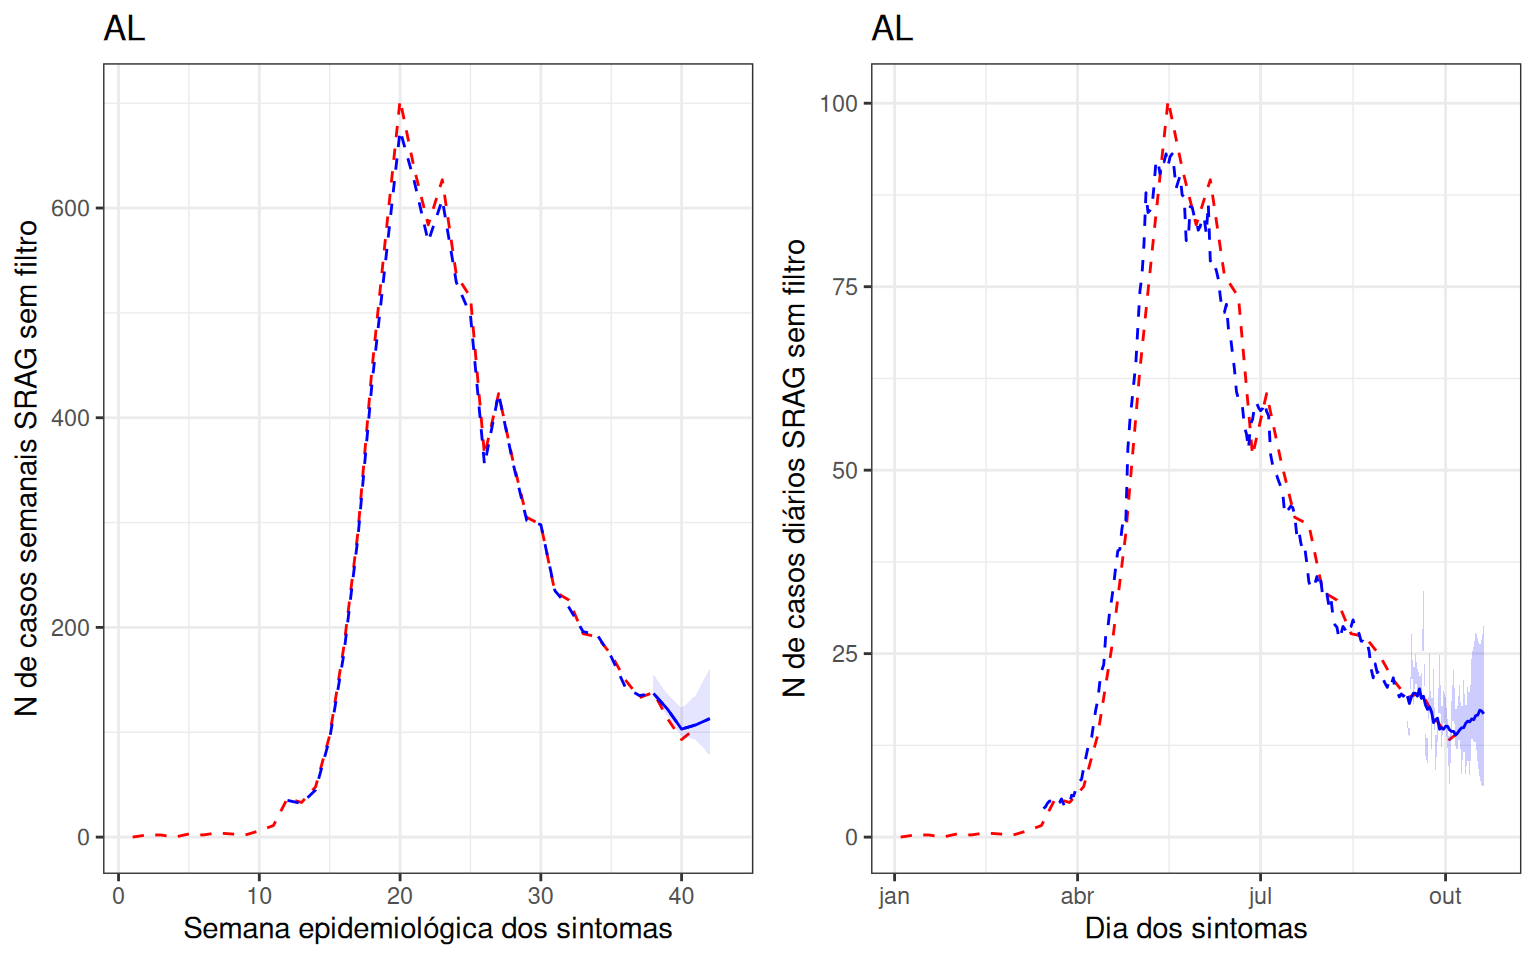 AL
N de casos semanais SRAG sem filtro
600
400
200
0
0 10 20 30 40
Semana epidemiológica dos sintomas
AL
N de casos diários SRAG sem filtro
100
75
50
25
0
jan abr jul out
Dia dos sintomas